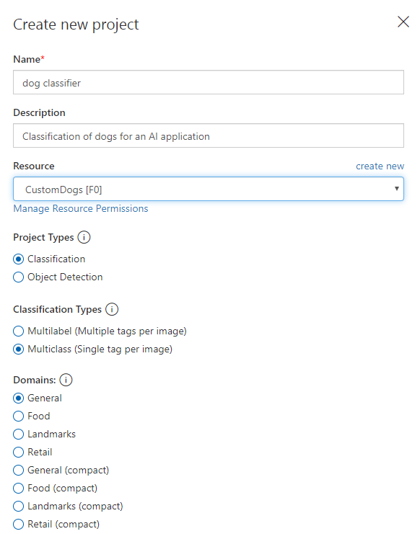 Create new project
Name*
dog classifier
Description
Classification of dogs for an AI application
Resource create new
CustomDogs [F0]
Manage Resource Permissions
Project Types
Classification
Object Detection
Classification Types
Multilabel (Multiple tags per image)
Multiclass (Single tag per image)
Domains:
General
Food
Landmarks
Retail
General (compact)
Food (compact)
Landmarks (compact)
Retail (compact)